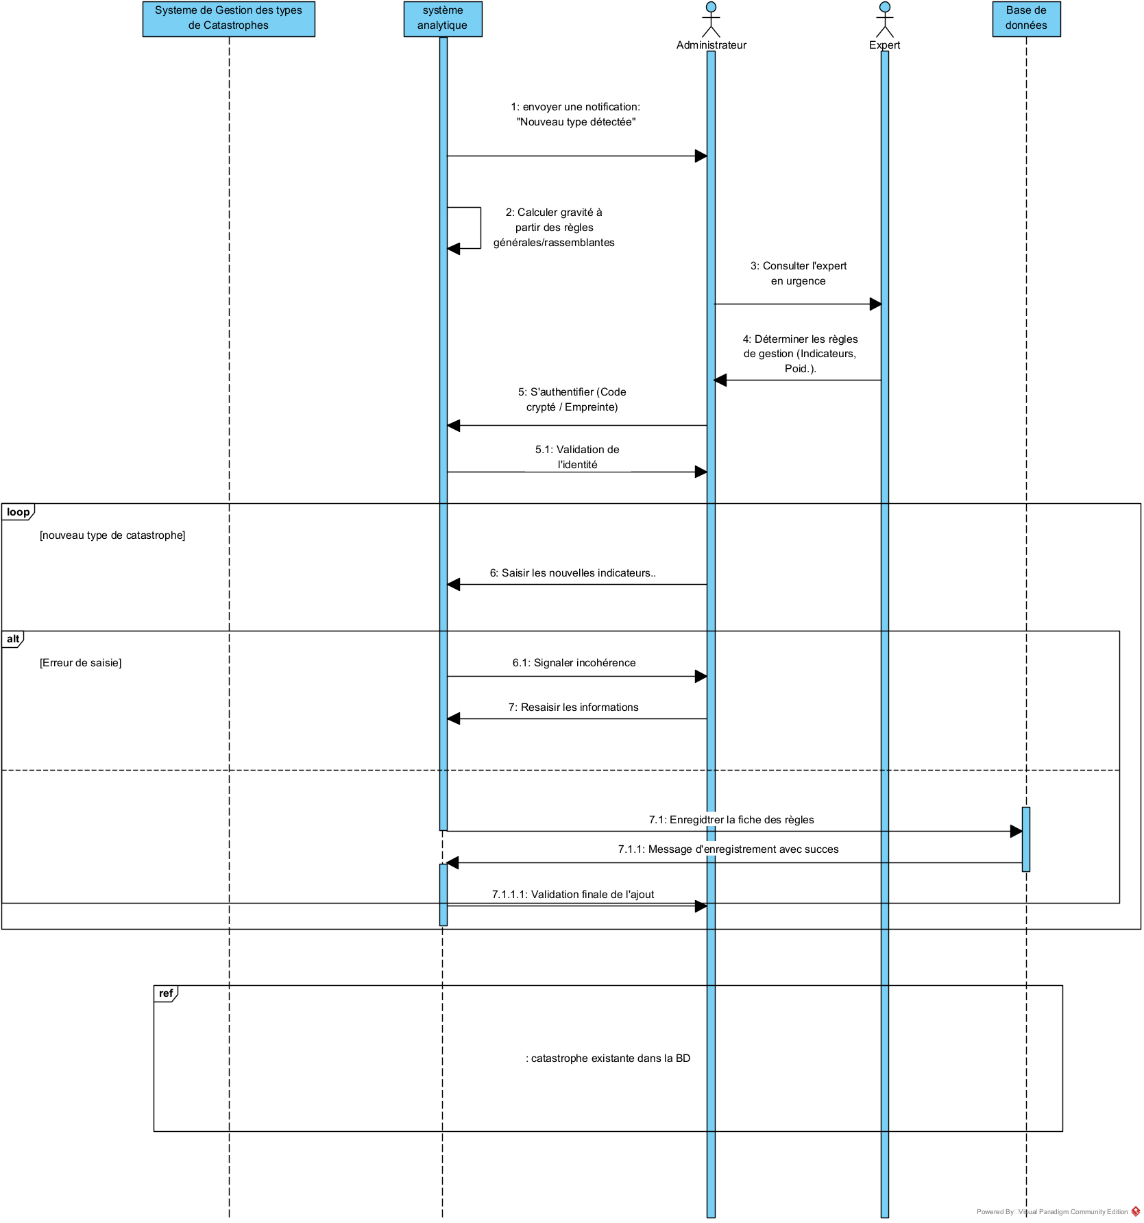 Systeme de Gestion des types
de Catastrophes
système
analytique
Administrateur
Expert
Base de
données
1: envoyer une notification:
"Nouveau type détectée"
2: Calculer gravité à
partir des règles
générales/rassemblantes
3: Consulter l'expert
en urgence
4: Déterminer les règles
de gestion (Indicateurs,
Poid.).
5: S'authentifier (Code
crypté / Empreinte)
5.1: Validation de
l'identité
loop
[nouveau type de catastrophe]
6: Saisir les nouvelles indicateurs..
alt
[Erreur de saisie]
6.1: Signaler incohérence
7: Resaisir les informations
7.1: Enregidtrer la fiche des règles
7.1.1: Message d'enregistrement avec succes
7.1.1.1: Validation finale de l'ajout
ref
: catastrophe existante dans la BD
Powered By: Visual Paradigm Community Edition